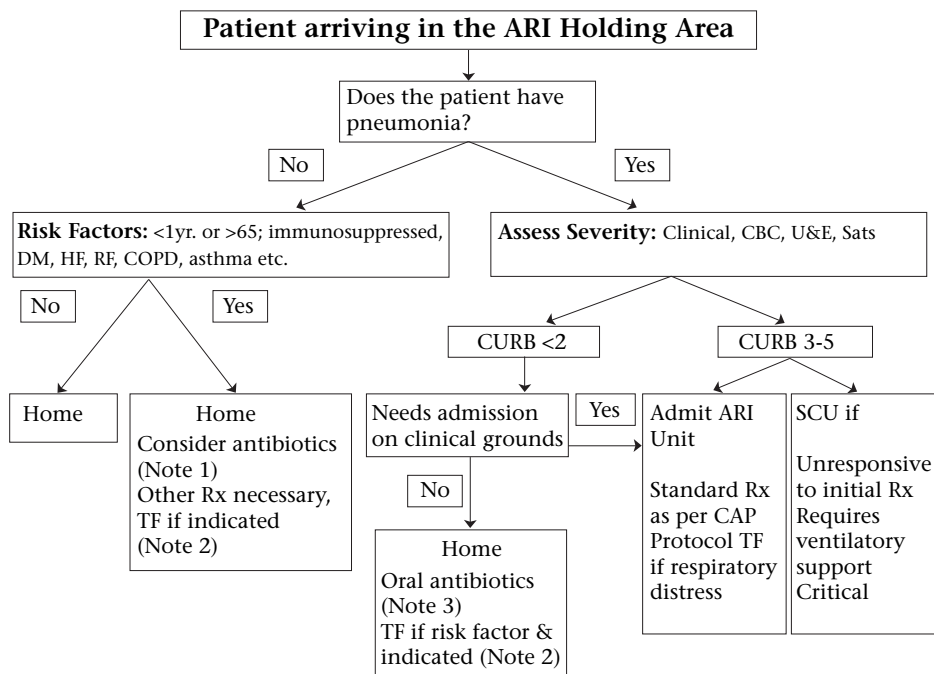 Patient arriving in the ARI Holding Area
Does the patient have
pneumonia?
No
Yes
Risk Factors: <1yr. or >65; immunosuppressed,
DM, HF, RF, COPD, asthma etc.
Assess Severity: Clinical, CBC, U&E, Sats
No
Yes
CURB <2
CURB 3-5
Home
Home
Consider antibiotics
(Note 1)
Other Rx necessary,
TF if indicated
(Note 2)
Needs admission
on clinical grounds
Yes
No
Home
Oral antibiotics
(Note 3)
TF if risk factor &
indicated (Note 2)
Admit ARI
Unit
Standard Rx
as per CAP
Protocol TF
if respiratory
distress
SCU if
Unresponsive
to initial Rx
Requires
ventilatory
support
Critical